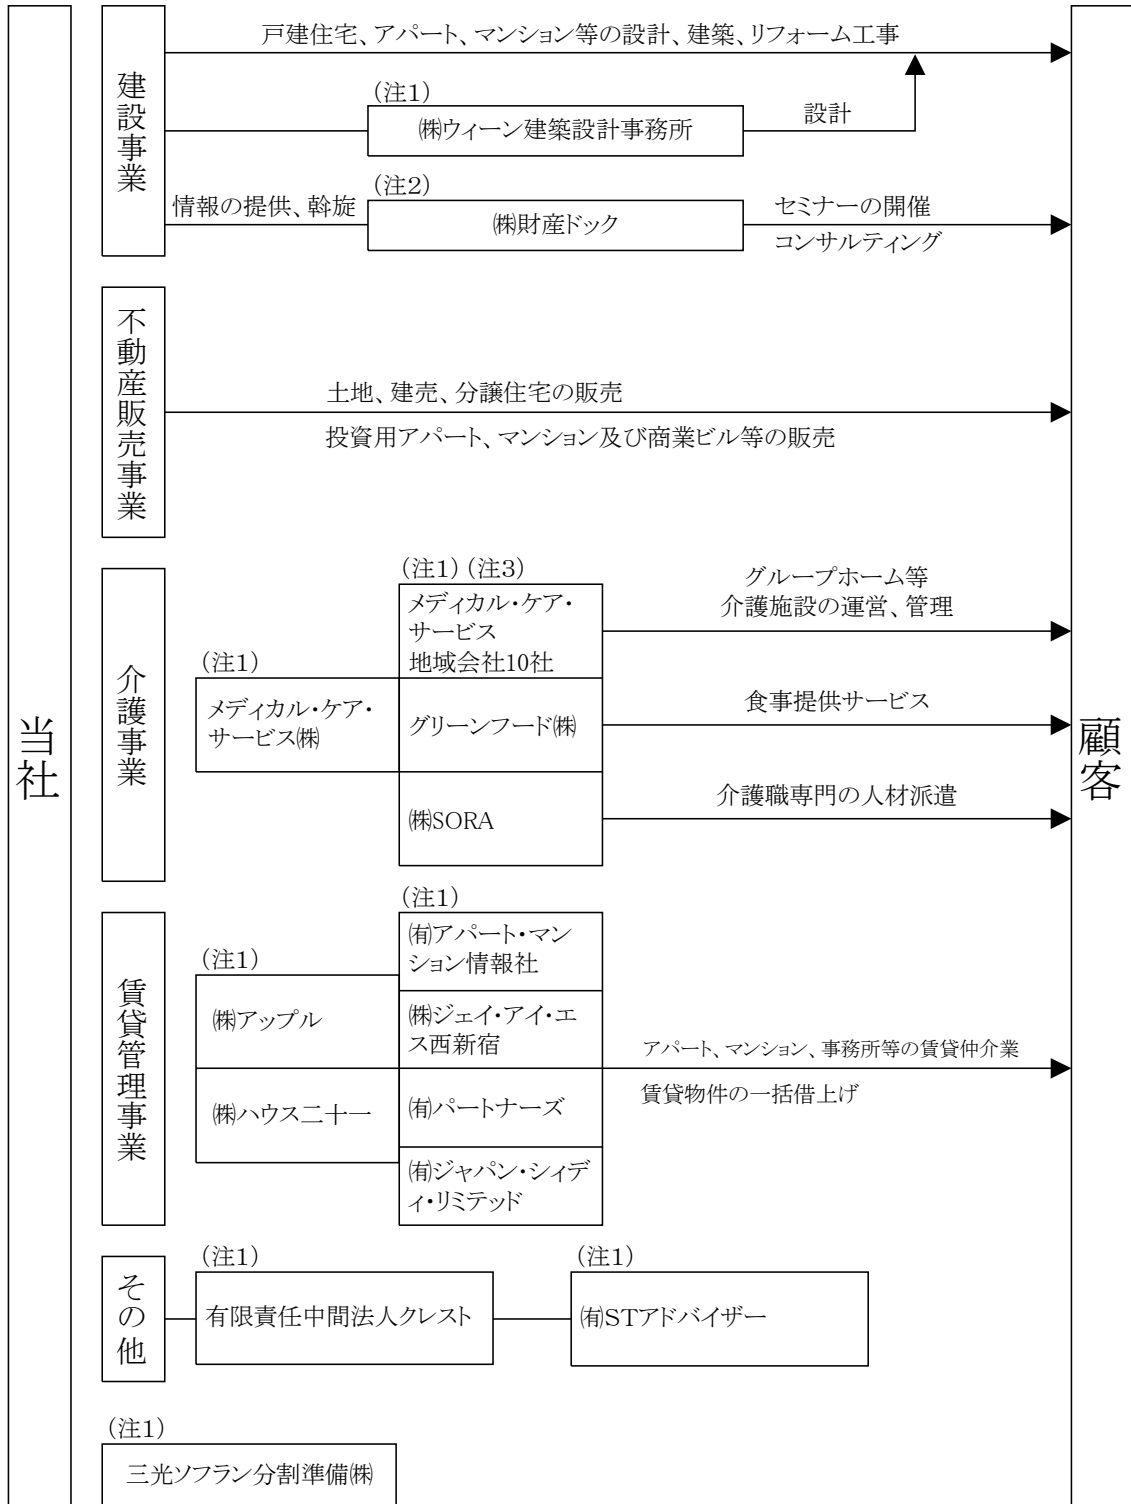 当社
建設事業
戸建住宅、アパート、マンション等の設計、建築、リフォーム工事
(注1)
㈱ウィーン建築設計事務所
設計
情報の提供、斡旋
(注2)
㈱財産ドック
セミナーの開催
コンサルティング
不動産販売事業
土地、建売、分譲住宅の販売
投資用アパート、マンション及び商業ビル等の販売
介護事業
(注1)
メディカル・ケア・
サービス㈱
(注1)(注3)
メディカル・ケア・
サービス
地域会社10社
グループホーム等
介護施設の運営、管理
グリーンフード㈱
食事提供サービス
㈱SORA
介護職専門の人材派遣
賃貸管理事業
(注1)
㈱アップル
㈱ハウス二十一
(注1)
㈲アパート・マン
ション情報社
㈱ジェイ・アイ・エ
ス西新宿
㈲パートナーズ
㈲ジャパン・シィデ
ィ・リミテッド
アパート、マンション、事務所等の賃貸仲介業
賃貸物件の一括借上げ
その他
(注1)
有限責任中間法人クレスト
(注1)
㈲STアドバイザー
(注1)
三光ソフラン分割準備㈱
顧客